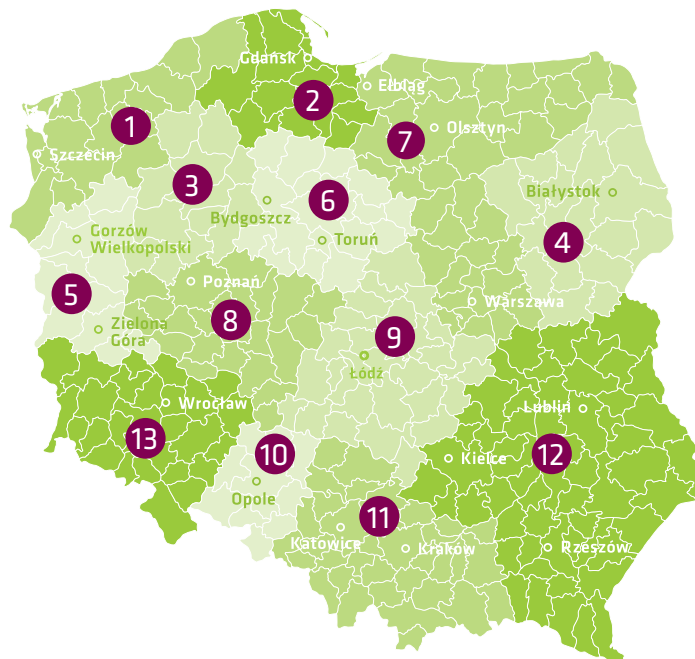 Gdańsk
Elbląg
2
1
7
Olsztyn
Szczecin
3
6
Białystok
Bydgoszcz
Gorzów
Wielkopolski
Toruń
4
5
Poznań
Warszawa
8
9
Zielona
Góra
Łódź
Wrocław
Lublin
13
10
Kielce
12
Opole
11
Katowice
Kraków
Rzeszów